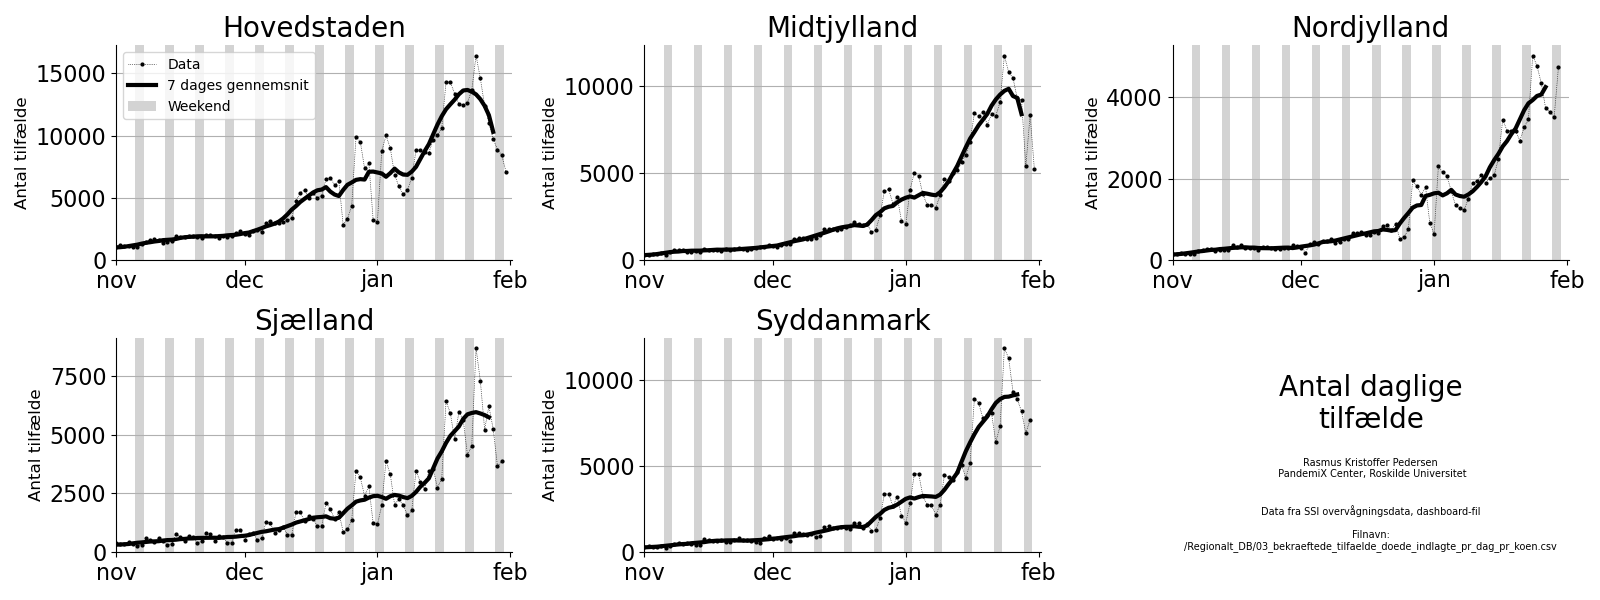 Hovedstaden
Antal tilfælde
15000
10000
5000
0
Data
7 dages gennemsnit
Weekend
nov dec jan feb
Midtjylland
Antal tilfælde
10000
5000
0
nov dec jan feb
Nordjylland
Antal tilfælde
4000
2000
0
nov dec jan feb
Sjælland
Antal tilfælde
7500
5000
2500
0
nov dec jan feb
Syddanmark
Antal tilfælde
10000
5000
0
nov dec jan feb
Antal daglige
tilfælde
Rasmus Kristoffer Pedersen
PandemiX Center, Roskilde Universitet
Data fra SSI overvågningsdata, dashboard-fil
Filnavn:
/Regionalt_DB/03_bekraeftede_tilfaelde_doede_indlagte_pr_dag_pr_koen.csv